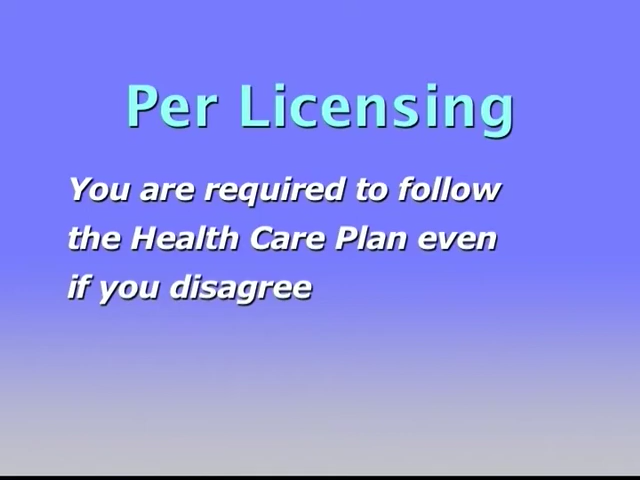 Per Licensing
You are required to follow
the Health Care Plan even
if you disagree